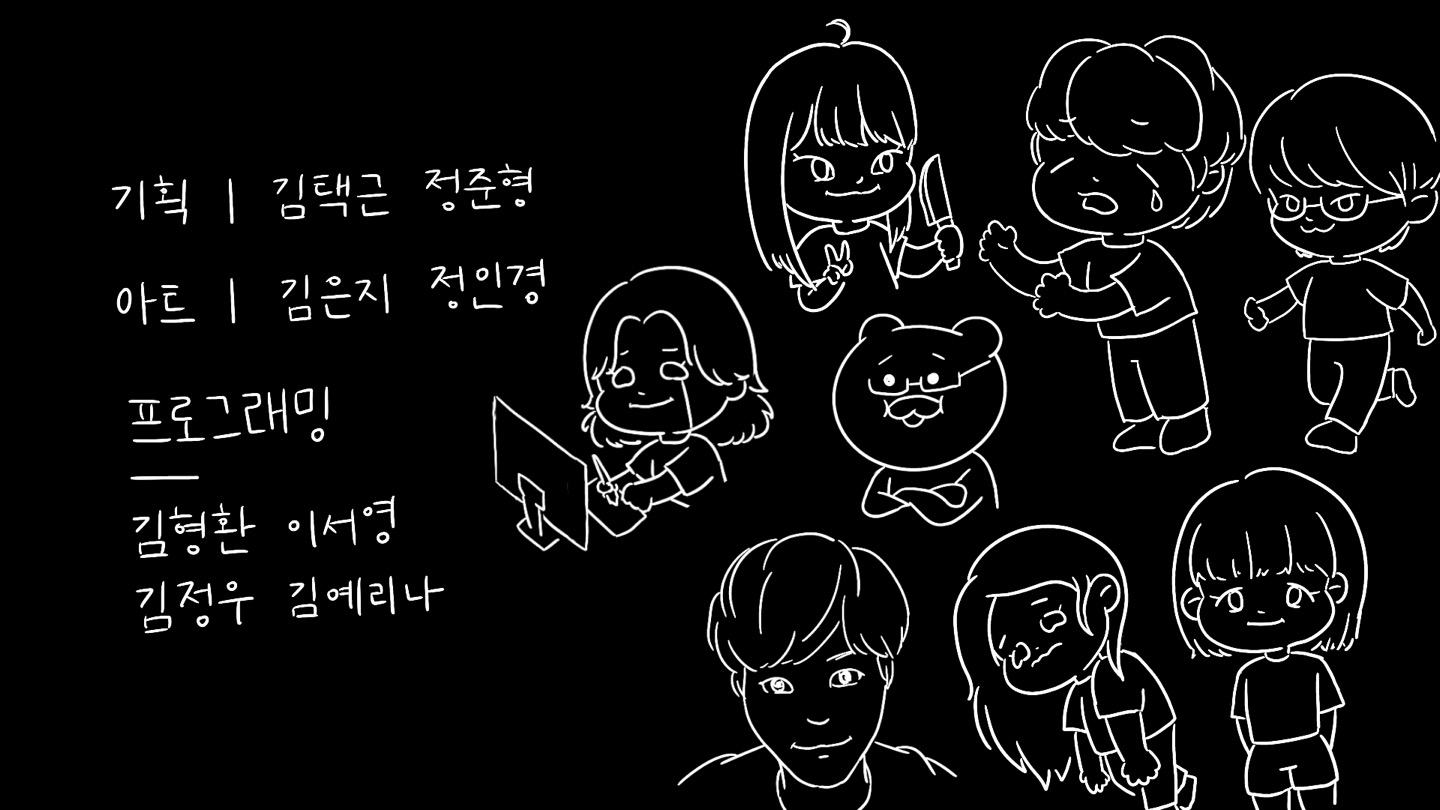 기획 | 김택근 정준형
아트 | 김은지 정인경
프로그래밍
김형환 이서영
김정우 김예리나